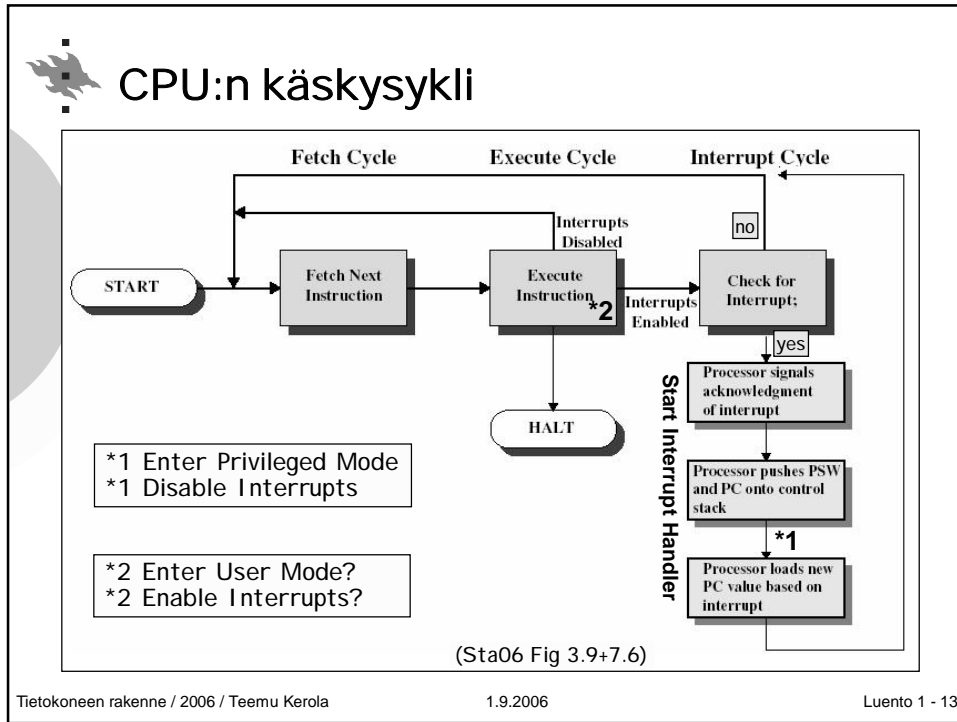 CPU:n käskysykli
Fetch Cycle
Execute Cycle
Interrupt Cycle
START
Fetch Next
Instruction
Interrupts
Disabled
Execute
Instruction
*2
Interrupts
Enabled
HALT
no
Check for
Interrupt;
yes
Start Interrupt Handler
Processor signals
acknowledgment
of interrupt
Processor pushes PSW
and PC onto control
stack
*1
Processor loads new
PC value based on
interrupt
*1 Enter Privileged Mode
*1 Disable Interrupts
*2 Enter User Mode?
*2 Enable Interrupts?
(Sta06 Fig 3.9+7.6)
Tietokoneen rakenne / 2006 / Teemu Kerola
1.9.2006
Luento 1 - 13